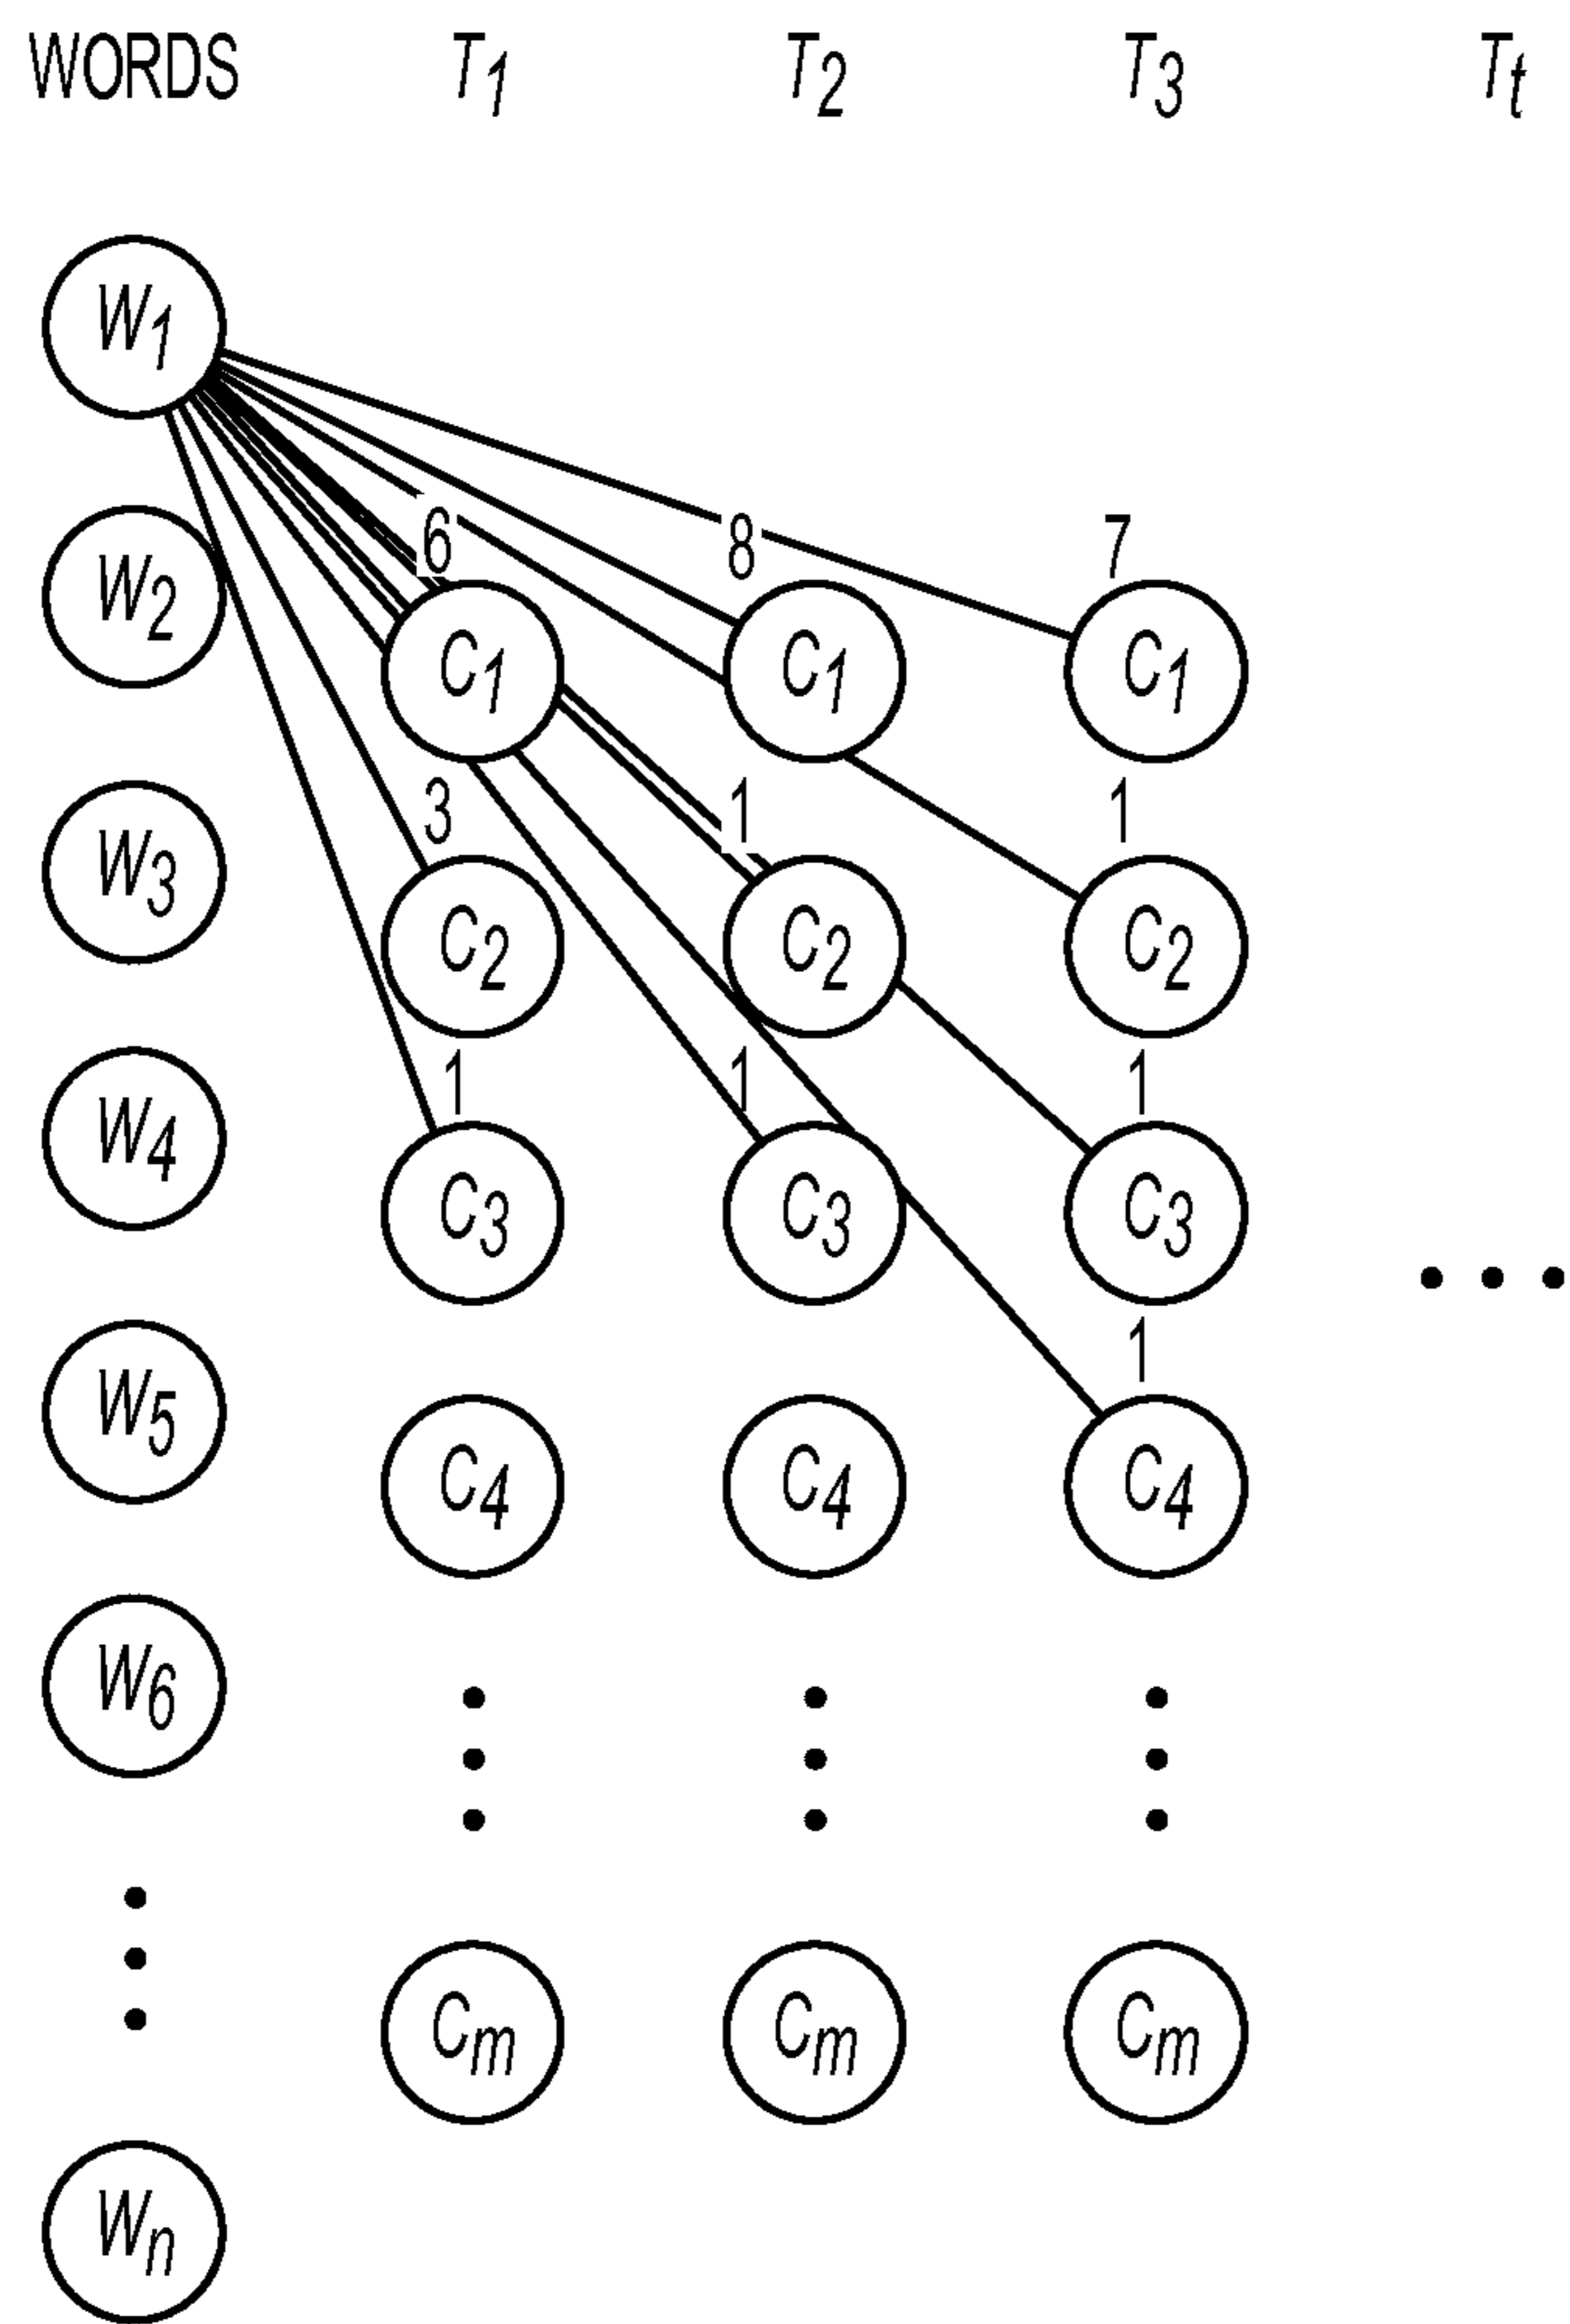 WORDS T1 T2 T3 Tt
W1
6 8 7
W2
C1 C1 C1
3 1 1
W3
C2 C2 C2
1 1 1
W4
C3 C3 C3
1
W5
C4 C4 C4
W6
Cm Cm Cm
Wn